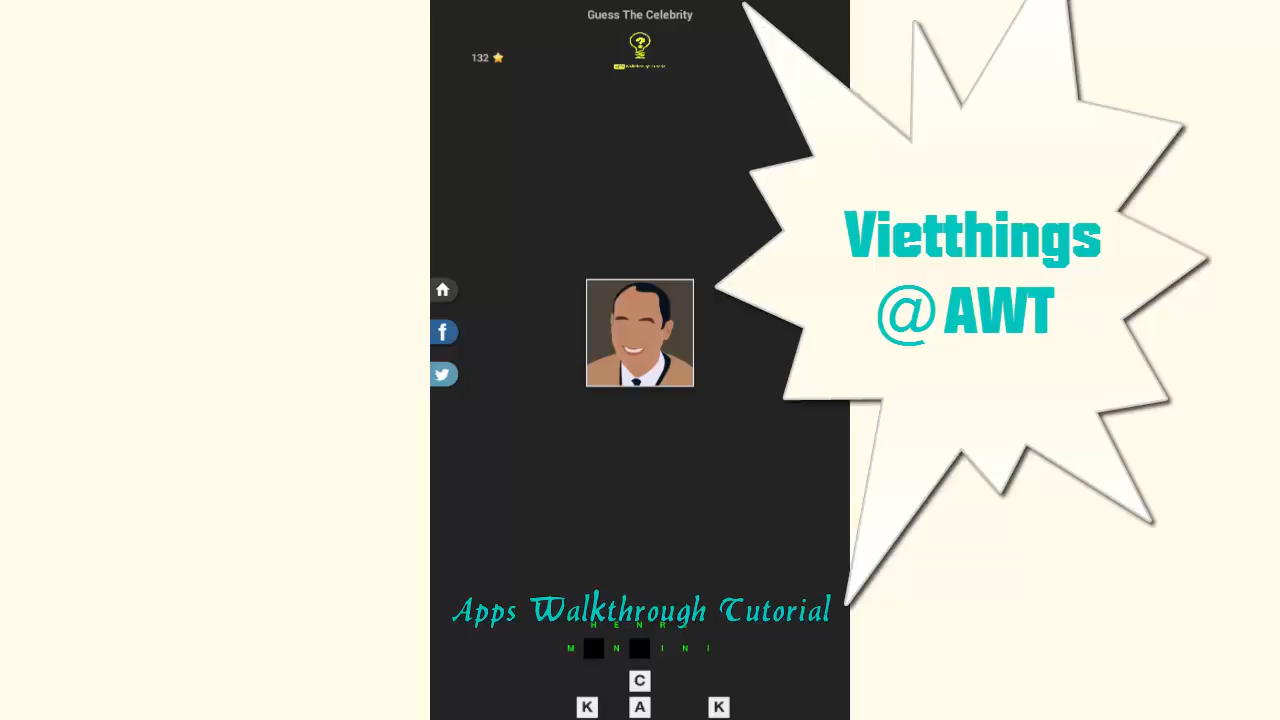 Guess The Celebrity
132
Vietthings
@AWT
f
Apps Walkthrough Tutorial
H E N R
M N I N I
C
K A K